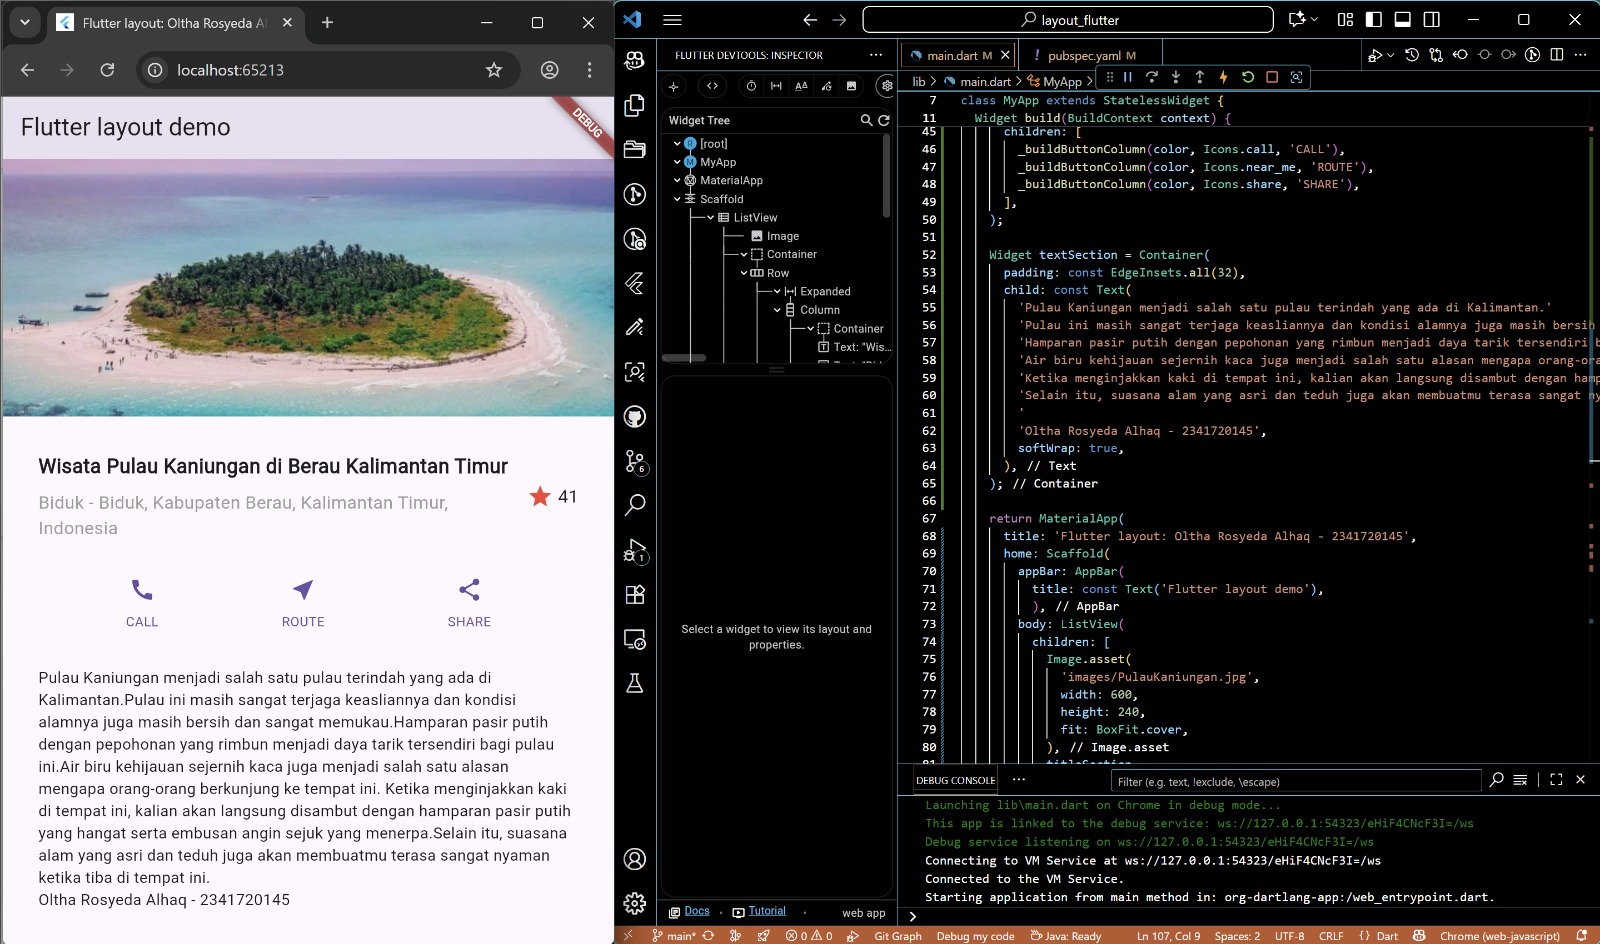 Flutter layout: Oltha Rosyeda Al
localhost:65213
Flutter layout demo
DEBUG
Wisata Pulau Kaniungan di Berau Kalimantan Timur
Biduk - Biduk, Kabupaten Berau, Kalimantan Timur,
Indonesia
41
CALL
ROUTE
SHARE
Pulau Kaniungan menjadi salah satu pulau terindah yang ada di
Kalimantan.Pulau ini masih sangat terjaga keasliannya dan kondisi
alamnya juga masih bersih dan sangat memukau.Hamparan pasir putih
dengan pepohonan yang rimbun menjadi daya tarik tersendiri bagi pulau
ini.Air biru kehijauan sejernih kaca juga menjadi salah satu alasan
mengapa orang-orang berkunjung ke tempat ini. Ketika menginjakkan kaki
di tempat ini, kalian akan langsung disambut dengan hamparan pasir putih
yang hangat serta embusan angin sejuk yang menerpa.Selain itu, suasana
alam yang asri dan teduh juga akan membuatmu terasa sangat nyaman
ketika tiba di tempat ini.
Oltha Rosyeda Alhaq - 2341720145
layout_flutter
FLUTTER DEVTOOLS: INSPECTOR
Widget Tree
[root]
MyApp
MaterialApp
Scaffold
ListView
Image
Container
Row
Expanded
Column
Container
Text: "Wis...
Select a widget to view its layout and
properties.
Docs
Tutorial
web app
main.dart M
pubspec.yaml M
lib > main.dart > MyApp >
7 class MyApp extends StatelessWidget {
11 Widget build(BuildContext context) {
45 children: [
46 _buildButtonColumn(color, Icons.call, 'CALL'),
47 _buildButtonColumn(color, Icons.near_me, 'ROUTE'),
48 _buildButtonColumn(color, Icons.share, 'SHARE'),
49 ],
50 );
51
52 Widget textSection = Container(
53 padding: const EdgeInsets.all(32),
54 child: const Text(
55 'Pulau Kaniungan menjadi salah satu pulau terindah yang ada di Kalimantan.'
56 'Pulau ini masih sangat terjaga keasliannya dan kondisi alamnya juga masih bersih
57 'Hamparan pasir putih dengan pepohonan yang rimbun menjadi daya tarik tersendiri b
58 'Air biru kehijauan sejernih kaca juga menjadi salah satu alasan mengapa orang-ora
59 'Ketika menginjakkan kaki di tempat ini, kalian akan langsung disambut dengan hamp
60 'Selain itu, suasana alam yang asri dan teduh juga akan membuatmu terasa sangat ny
61 '
62 'Oltha Rosyeda Alhaq - 2341720145',
63 softWrap: true,
64 ), // Text
65 ); // Container
66
67 return MaterialApp(
68 title: 'Flutter layout: Oltha Rosyeda Alhaq - 2341720145',
69 home: Scaffold(
70 appBar: AppBar(
71 title: const Text('Flutter layout demo'),
72 ), // AppBar
73 body: ListView(
74 children: [
75 Image.asset(
76 'images/PulauKaniungan.jpg',
77 width: 600,
78 height: 240,
79 fit: BoxFit.cover,
80 ), // Image.asset
DEBUG CONSOLE
Filter (e.g. text, !exclude, \escape)
Launching lib\main.dart on Chrome in debug mode...
This app is linked to the debug service: ws://127.0.0.1:54323/eHiF4CNcF3I=/ws
Debug service listening on ws://127.0.0.1:54323/eHiF4CNcF3I=/ws
Connecting to VM Service at ws://127.0.0.1:54323/eHiF4CNcF3I=/ws
Connected to the VM Service.
Starting application from main method in: org-dartlang-app:/web_entrypoint.dart.
6
1
main*
0 0
Git Graph
Debug my code
Java: Ready
Ln 107, Col 9
Spaces: 2
UTF-8
CRLF
{ } Dart
Chrome (web-javascript)